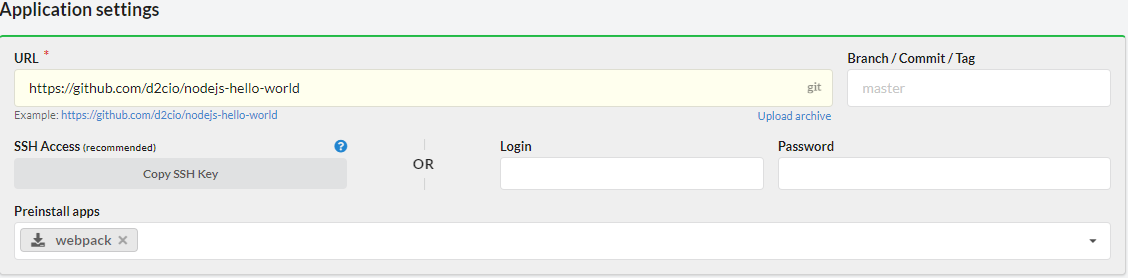 Application settings
URL *
Branch / Commit / Tag
https://github.com/d2cio/nodejs-hello-world
git
master
Example: https://github.com/d2cio/nodejs-hello-world
Upload archive
SSH Access (recommended)
?
OR
Login
Password
Copy SSH Key
Preinstall apps
webpack